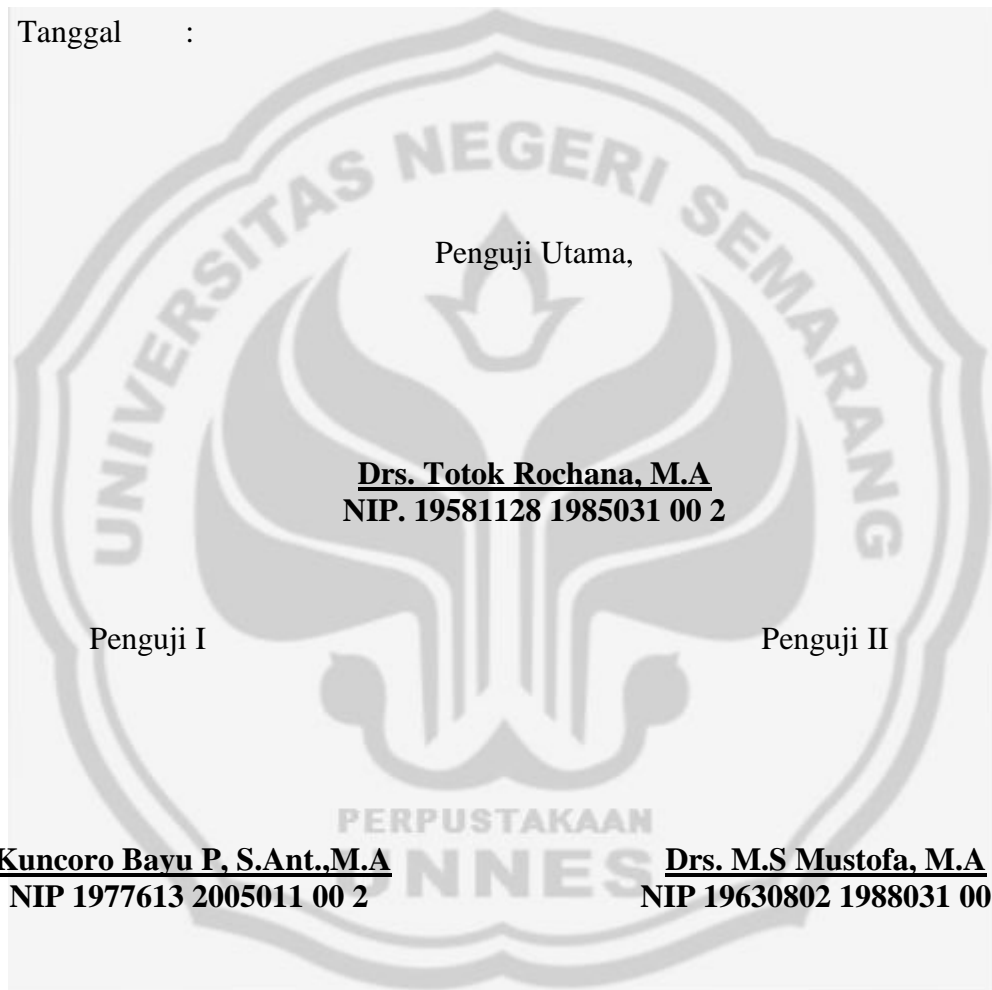 Tanggal :
UNIVERSITAS NEGERI SEMARANG
Penguji Utama,
Drs. Totok Rochana, M.A
NIP. 19581128 1985031 00 2
Penguji I Penguji II
PERPUSTAKAAN
UNNES
Kuncoro Bayu P, S.Ant.,M.A Drs. M.S Mustofa, M.A
NIP 1977613 2005011 00 2 NIP 19630802 1988031 00